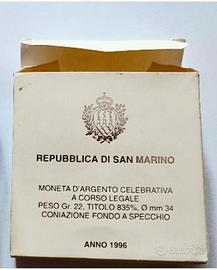 REPUBBLICA DI SAN MARINO
MONETA D'ARGENTO CELEBRATIVA
A CORSO LEGALE
PESO Gr. 22, TITOLO 835‰, Ø mm 34
CONIAZIONE FONDO A SPECCHIO
ANNO 1996
subito